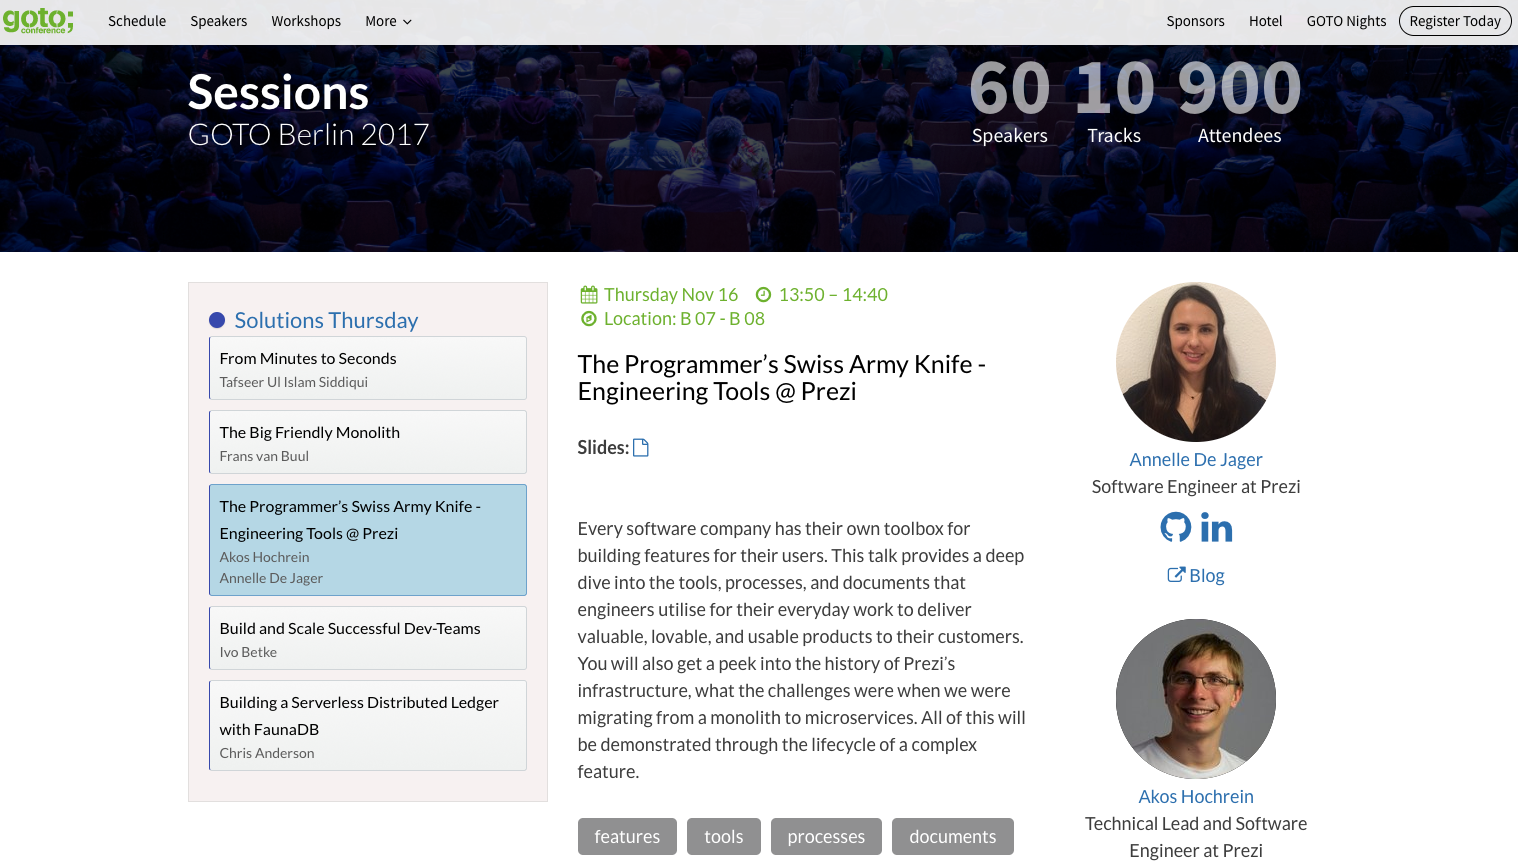 goto;
conference
Schedule Speakers Workshops More
Sponsors Hotel GOTO Nights Register Today
Sessions
GOTO Berlin 2017
60 10 900
Speakers Tracks Attendees
Solutions Thursday
From Minutes to Seconds
Tafseer Ul Islam Siddiqui
The Big Friendly Monolith
Frans van Buul
The Programmer’s Swiss Army Knife -
Engineering Tools @ Prezi
Akos Hochrein
Annelle De Jager
Build and Scale Successful Dev-Teams
Ivo Betke
Building a Serverless Distributed Ledger
with FaunaDB
Chris Anderson
Thursday Nov 16 13:50 – 14:40
Location: B 07 - B 08
The Programmer’s Swiss Army Knife -
Engineering Tools @ Prezi
Slides:
Every software company has their own toolbox for
building features for their users. This talk provides a deep
dive into the tools, processes, and documents that
engineers utilise for their everyday work to deliver
valuable, lovable, and usable products to their customers.
You will also get a peek into the history of Prezi’s
infrastructure, what the challenges were when we were
migrating from a monolith to microservices. All of this will
be demonstrated through the lifecycle of a complex
feature.
features tools processes documents
Annelle De Jager
Software Engineer at Prezi
in
Blog
Akos Hochrein
Technical Lead and Software
Engineer at Prezi